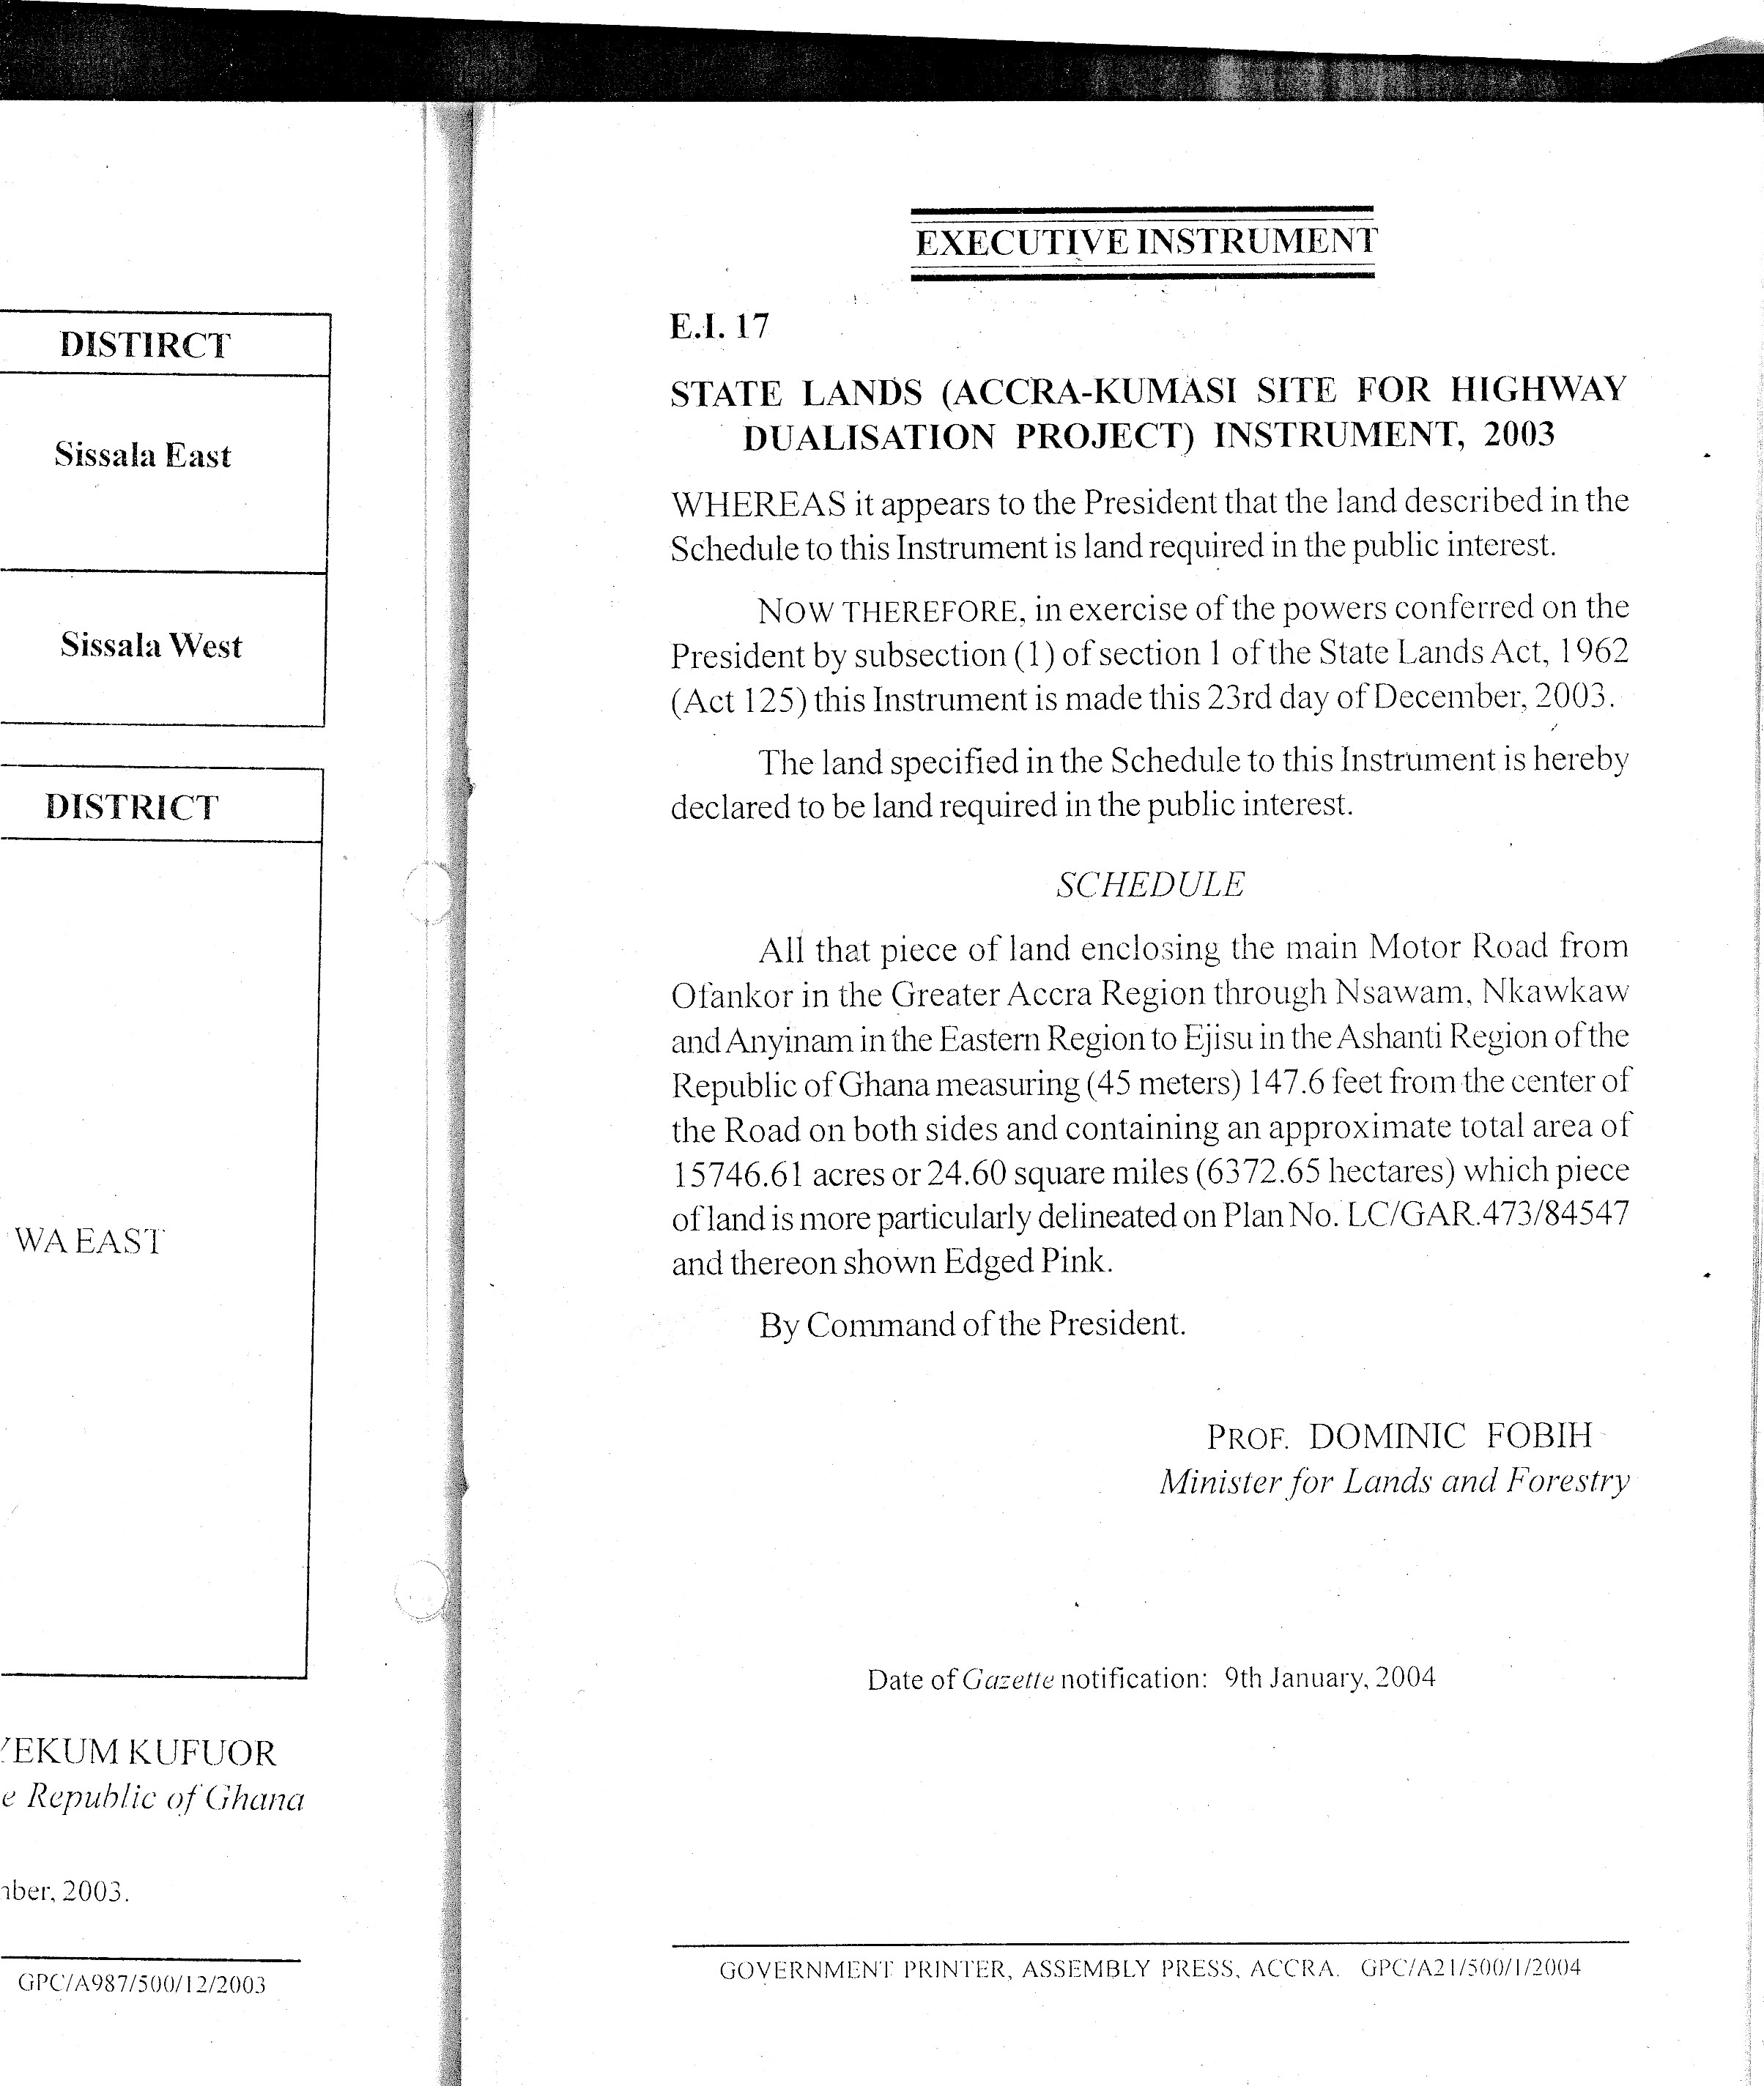 DISTIRCT
Sissala East
Sissala West
DISTRICT
WA EAST
YEKUM KUFUOR
e Republic of Ghana
nber, 2003.
GPC/A987/500/12/2003
EXECUTIVE INSTRUMENT
E.I. 17
STATE LANDS (ACCRA-KUMASI SITE FOR HIGHWAY
DUALISATION PROJECT) INSTRUMENT, 2003
WHEREAS it appears to the President that the land described in the
Schedule to this Instrument is land required in the public interest.
NOW THEREFORE, in exercise of the powers conferred on the
President by subsection (1) of section 1 of the State Lands Act, 1962
(Act 125) this Instrument is made this 23rd day of December, 2003.
The land specified in the Schedule to this Instrument is hereby
declared to be land required in the public interest.
SCHEDULE
All that piece of land enclosing the main Motor Road from
Ofankor in the Greater Accra Region through Nsawam, Nkawkaw
and Anyinam in the Eastern Region to Ejisu in the Ashanti Region of the
Republic of Ghana measuring (45 meters) 147.6 feet from the center of
the Road on both sides and containing an approximate total area of
15746.61 acres or 24.60 square miles (6372.65 hectares) which piece
of land is more particularly delineated on Plan No. LC/GAR.473/84547
and thereon shown Edged Pink.
By Command of the President.
PROF. DOMINIC FOBIH
Minister for Lands and Forestry
Date of Gazette notification: 9th January, 2004
GOVERNMENT PRINTER, ASSEMBLY PRESS, ACCRA. GPC/A21/500/1/2004